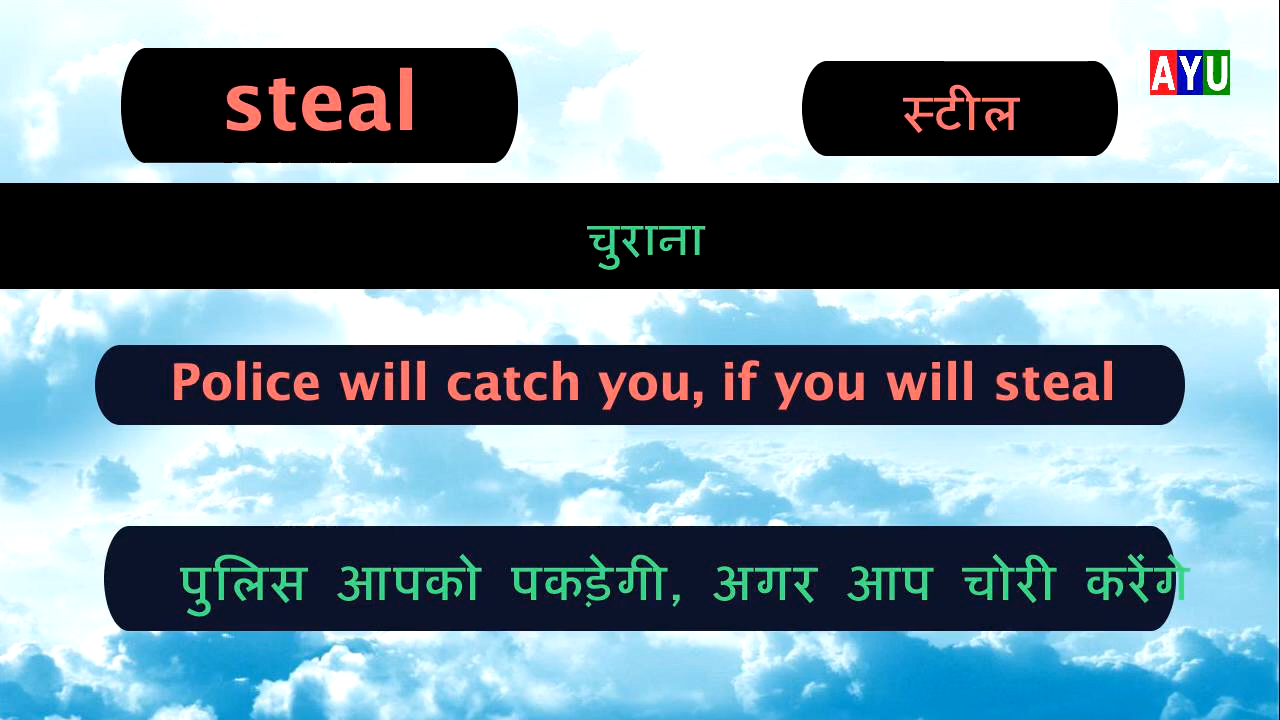 steal
स्टील
AYU
चुराना
Police will catch you, if you will steal
पुलिस आपको पकड़ेगी, अगर आप चोरी करेंगे